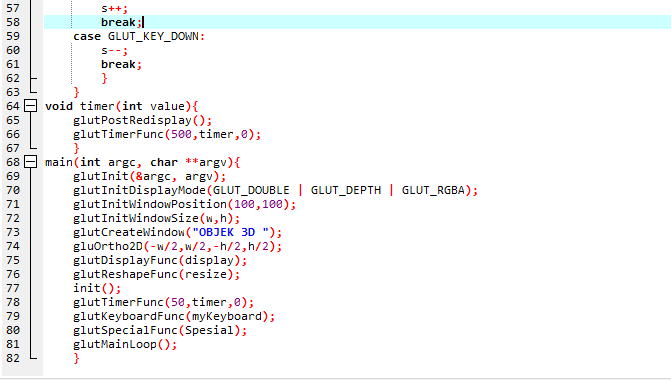 57 s++;
58 break;
59 case GLUT_KEY_DOWN:
60 s--;
61 break;
62 }
63 }
64 void timer(int value){
65 glutPostRedisplay();
66 glutTimerFunc(500,timer,0);
67 }
68 main(int argc, char **argv){
69 glutInit(&argc, argv);
70 glutInitDisplayMode(GLUT_DOUBLE | GLUT_DEPTH | GLUT_RGBA);
71 glutInitWindowPosition(100,100);
72 glutInitWindowSize(w,h);
73 glutCreateWindow("OBJEK 3D ");
74 gluOrtho2D(-w/2,w/2,-h/2,h/2);
75 glutDisplayFunc(display);
76 glutReshapeFunc(resize);
77 init();
78 glutTimerFunc(50,timer,0);
79 glutKeyboardFunc(myKeyboard);
80 glutSpecialFunc(Spesial);
81 glutMainLoop();
82 }